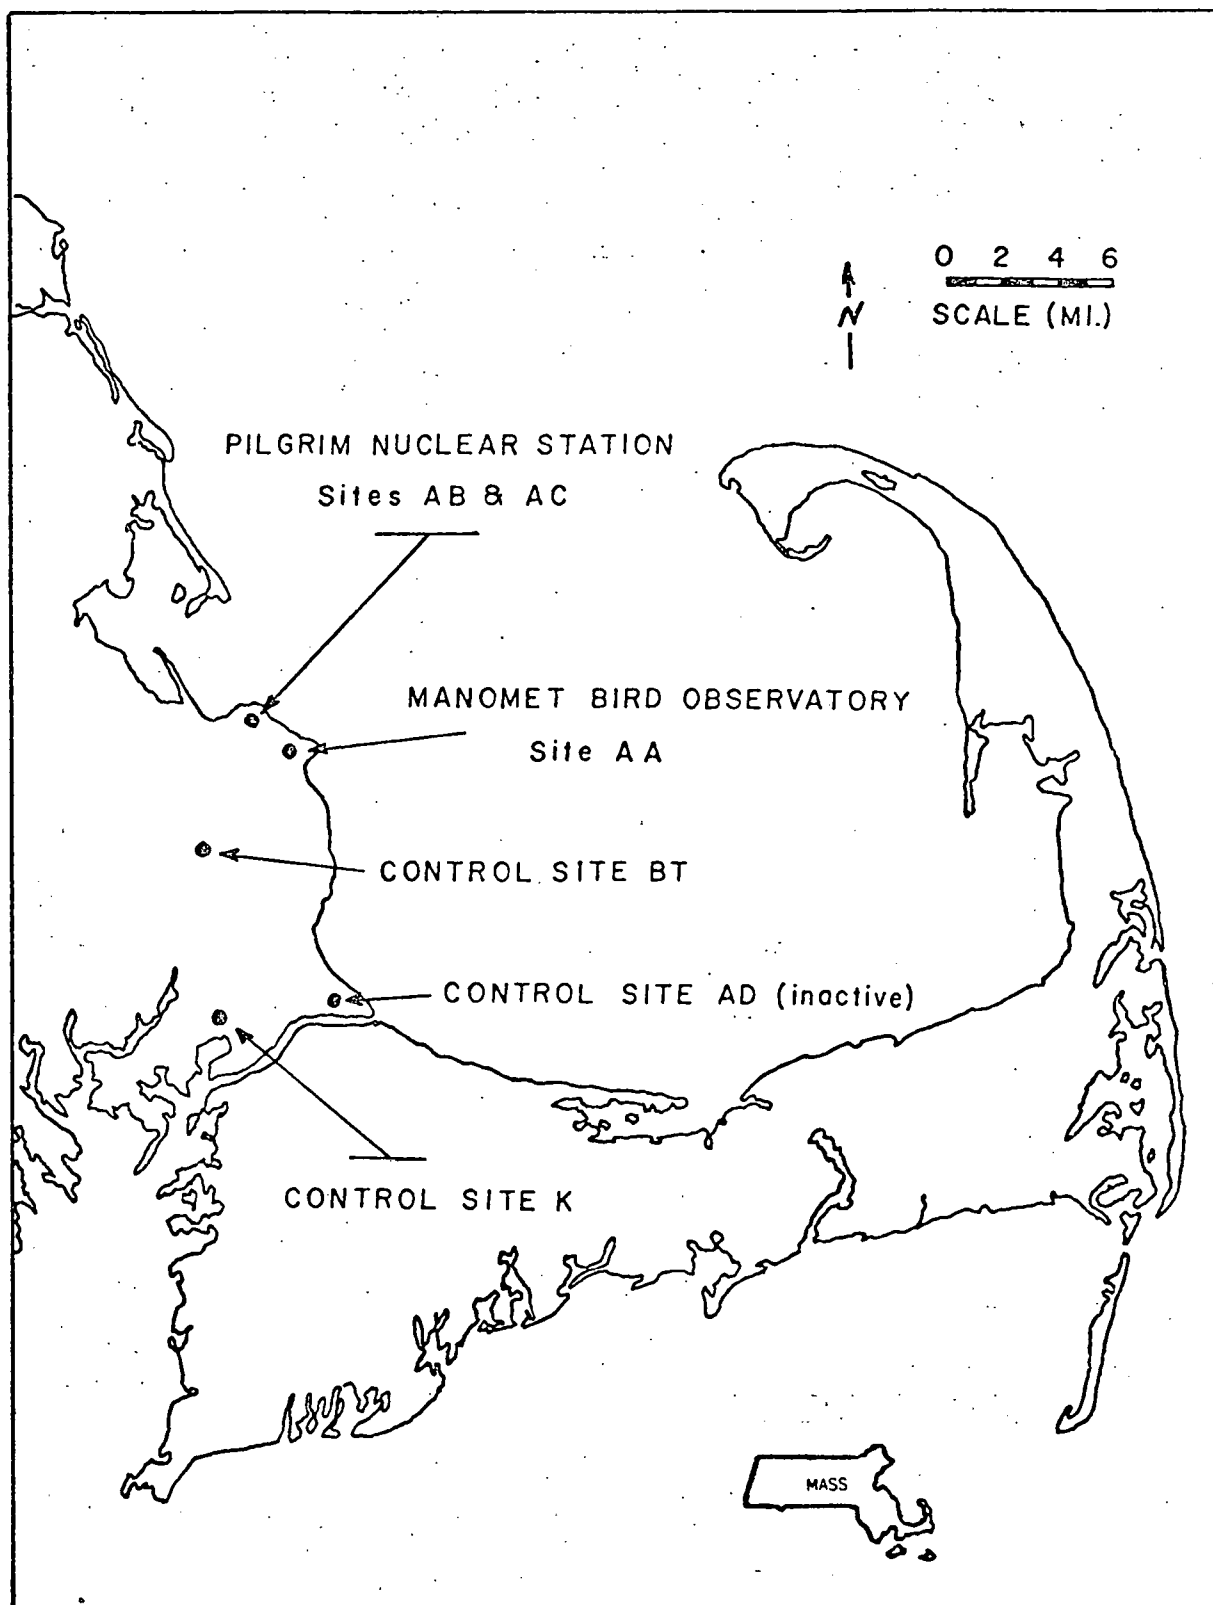 0 2 4 6
SCALE (MI.)
N
PILGRIM NUCLEAR STATION
Sites AB & AC
MANOMET BIRD OBSERVATORY
Site AA
CONTROL SITE BT
CONTROL SITE AD (inactive)
CONTROL SITE K
MASS